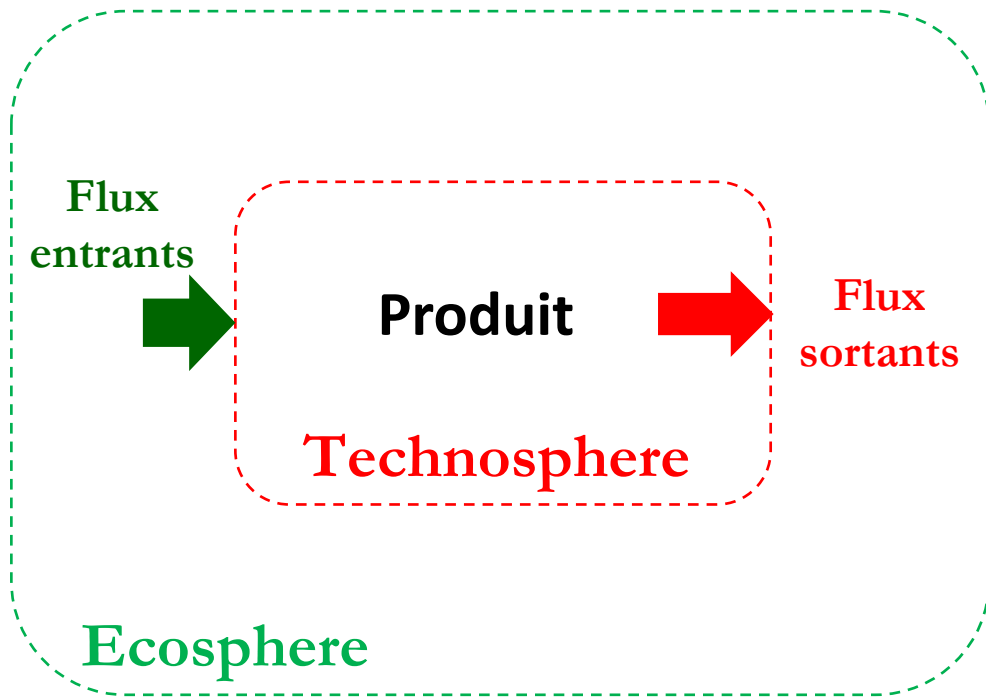 Flux
entrants
Produit
Flux
sortants
Technosphere
Ecosphere